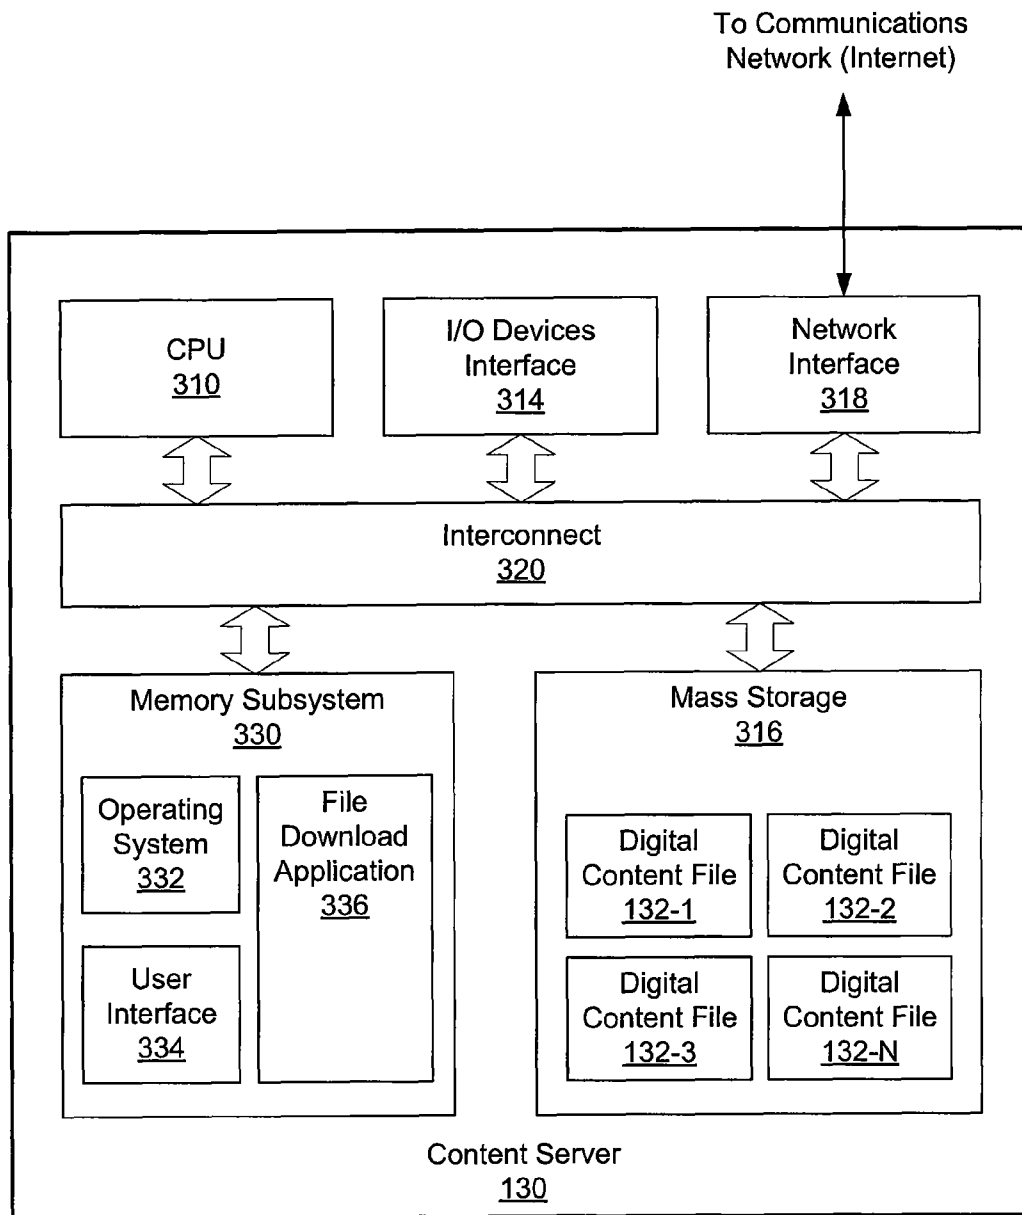 To Communications
Network (Internet)
CPU
310
I/O Devices
Interface
314
Network
Interface
318
Interconnect
320
Memory Subsystem
330
Operating
System
332
File
Download
Application
336
User
Interface
334
Mass Storage
316
Digital
Content File
132-1
Digital
Content File
132-2
Digital
Content File
132-3
Digital
Content File
132-N
Content Server
130